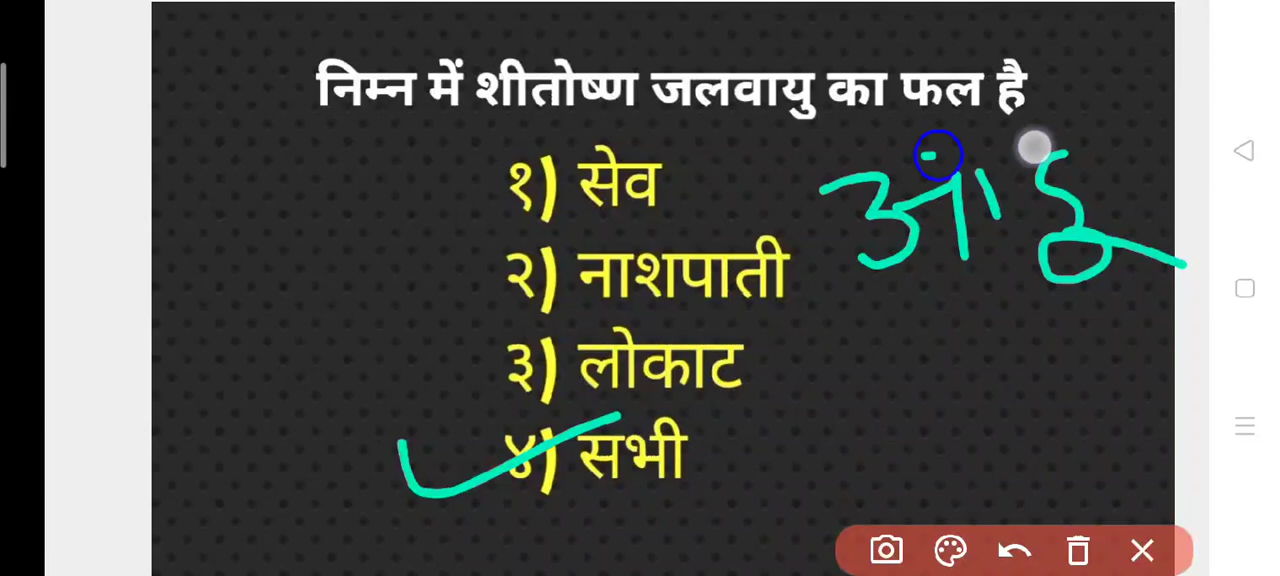 निम्न में शीतोष्ण जलवायु का फल है
१) सेव
२) नाशपाती
३) लोकाट
४) सभी